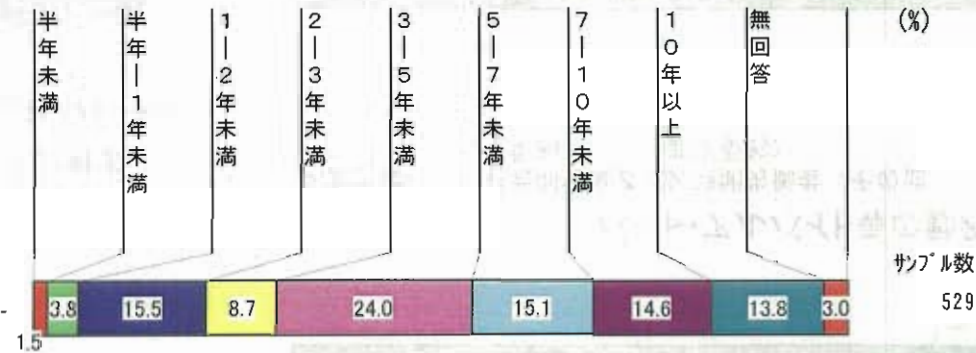 半年未満
半年｜1年未満
1｜2年未満
2｜3年未満
3｜5年未満
5｜7年未満
7｜10年未満
10年以上
無回答
(%)
サンプル数
1.5
3.8
15.5
8.7
24.0
15.1
14.6
13.8
3.0
529